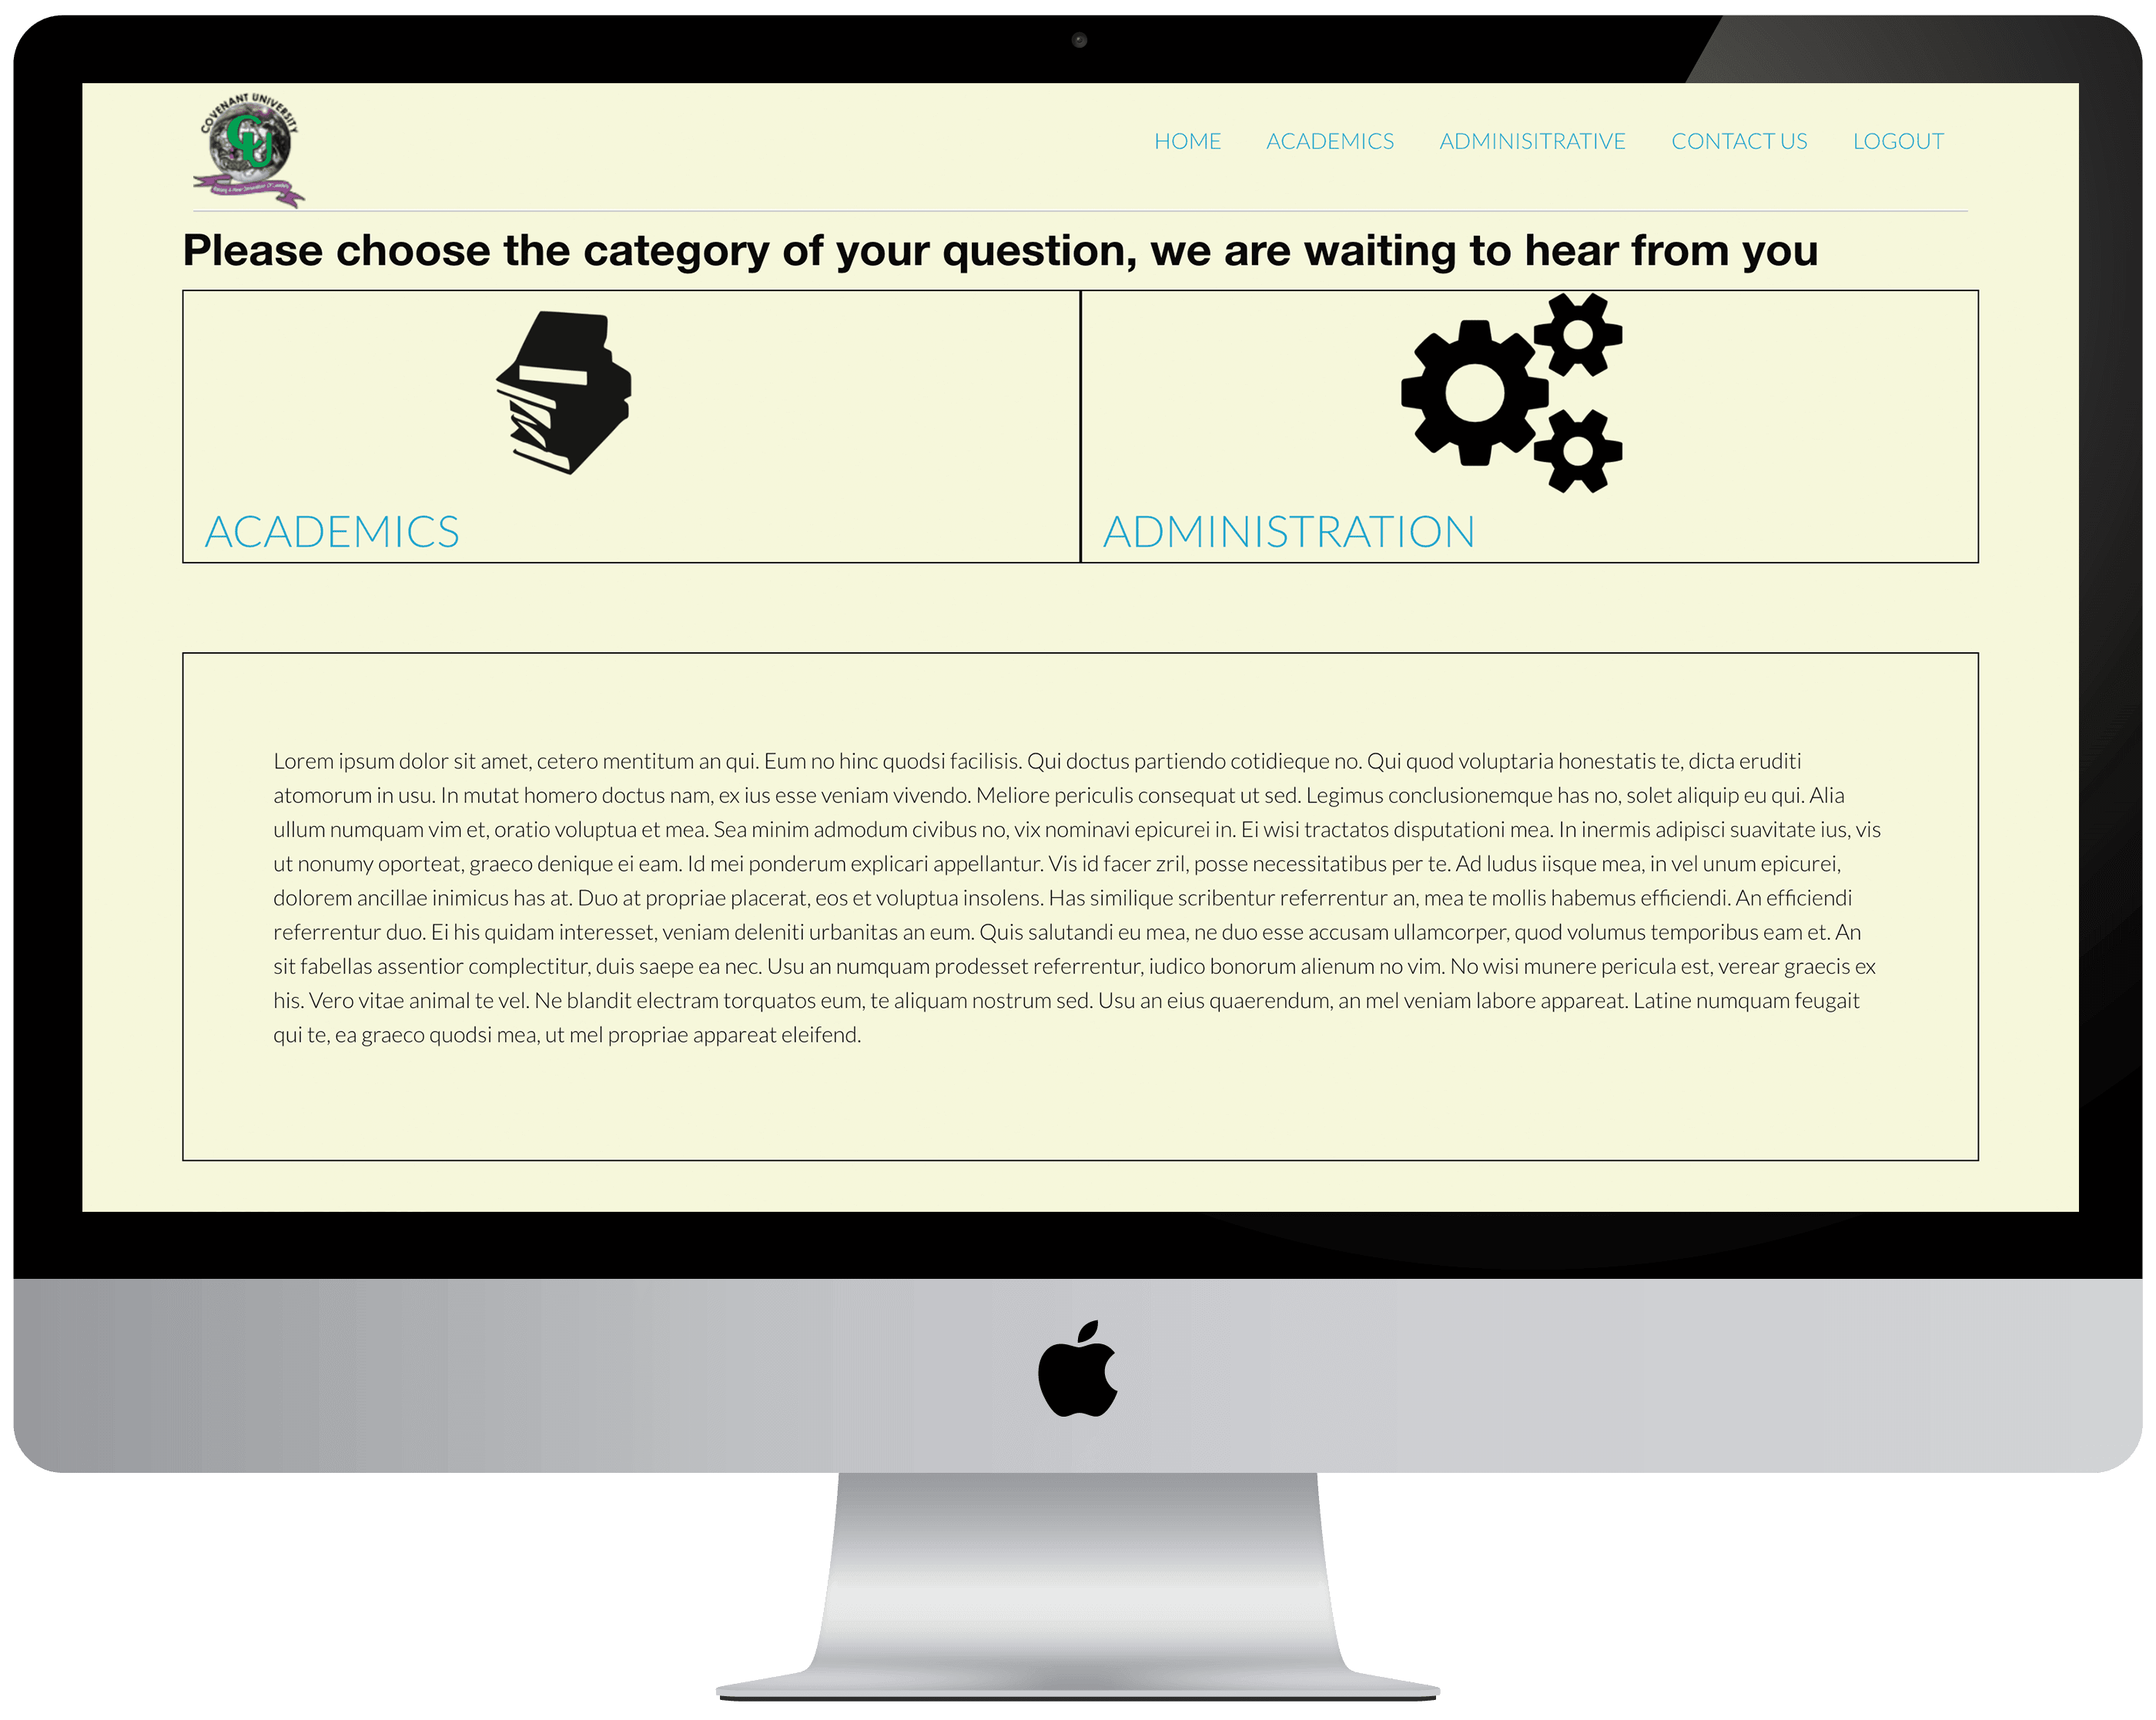 COVENANT UNIVERSITY
CU
HOME ACADEMICS ADMINISITRATIVE CONTACT US LOGOUT
Please choose the category of your question, we are waiting to hear from you
ACADEMICS
ADMINISTRATION
Lorem ipsum dolor sit amet, cetero mentitum an qui. Eum no hinc quodsi facilisis. Qui doctus partiendo cotidieque no. Qui quod voluptaria honestatis te, dicta eruditi
atomorum in usu. In mutat homero doctus nam, ex ius esse veniam vivendo. Meliore periculis consequat ut sed. Legimus conclusionemque has no, solet aliquip eu qui. Alia
ullum numquam vim et, oratio voluptua et mea. Sea minim admodum civibus no, vix nominavi epicurei in. Ei wisi tractatos disputationi mea. In inermis adipisci suavitate ius, vis
ut nonumy oporteat, graeco denique ei eam. Id mei ponderum explicari appellantur. Vis id facer zril, posse necessitatibus per te. Ad ludus iisque mea, in vel unum epicurei,
dolorem ancillae inimicus has at. Duo at propriae placerat, eos et voluptua insolens. Has similique scribentur referrentur an, mea te mollis habemus efficiendi. An efficiendi
referrentur duo. Ei his quidam interesset, veniam deleniti urbanitas an eum. Quis salutandi eu mea, ne duo esse accusam ullamcorper, quod volumus temporibus eam et. An
sit fabellas assentior complectitur, duis saepe ea nec. Usu an numquam prodesset referrentur, iudico bonorum alienum no vim. No wisi munere pericula est, verear graecis ex
his. Vero vitae animal te vel. Ne blandit electram torquatos eum, te aliquam nostrum sed. Usu an eius quaerendum, an mel veniam labore appareat. Latine numquam feugait
qui te, ea graeco quodsi mea, ut mel propriae appareat eleifend.